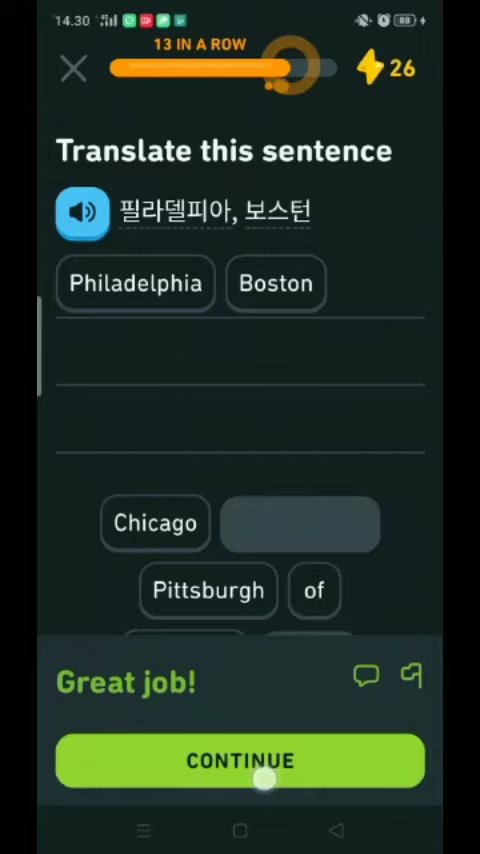 14.30
88
13 IN A ROW
26
Translate this sentence
필라델피아, 보스턴
Philadelphia Boston
Chicago
Pittsburgh of
Great job!
CONTINUE